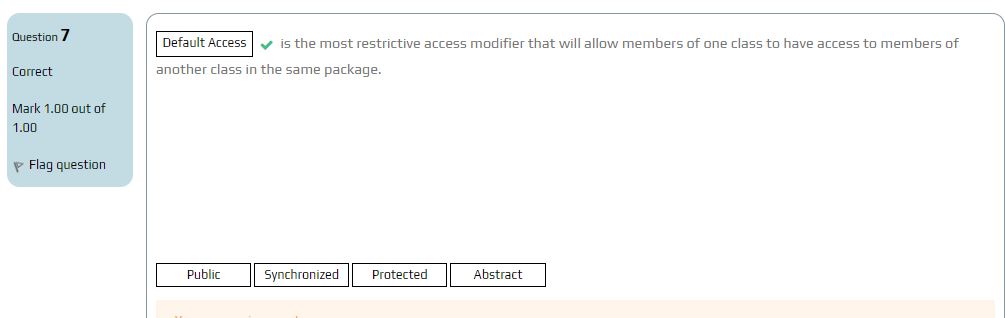 Question 7
Correct
Mark 1.00 out of
1.00
Flag question
Default Access is the most restrictive access modifier that will allow members of one class to have access to members of
another class in the same package.
Public Synchronized Protected Abstract